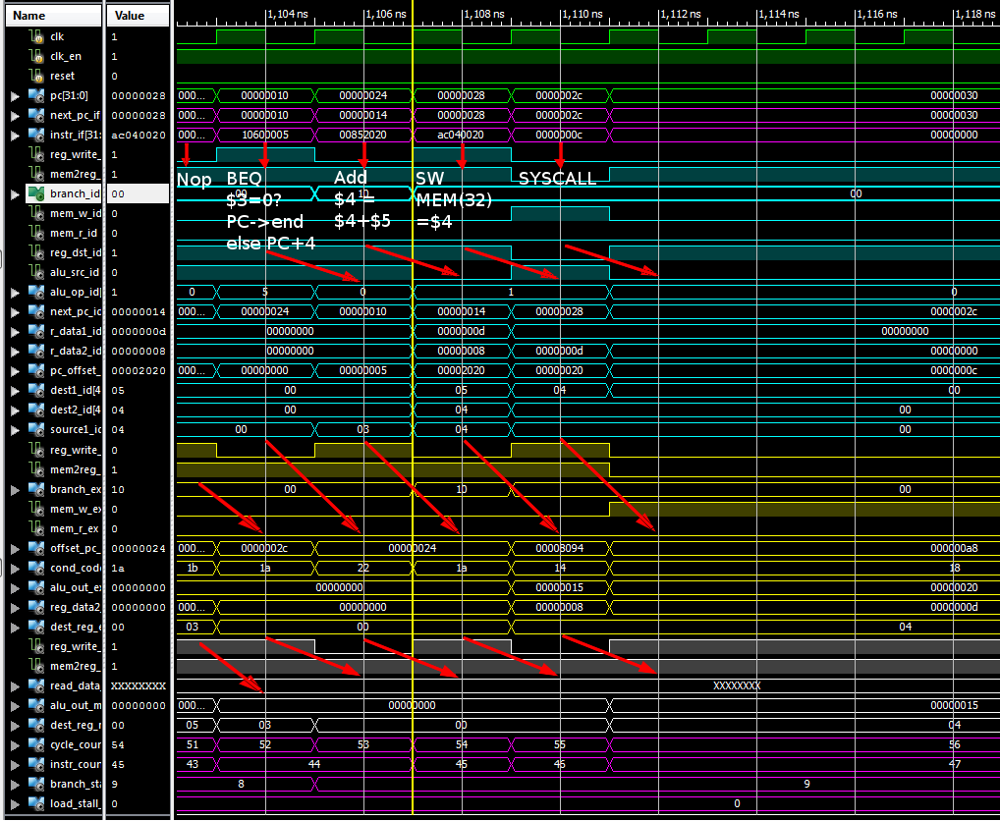 Name Value
1,104 ns 1,106 ns 1,108 ns 1,110 ns 1,112 ns 1,114 ns 1,116 ns 1,118 ns
clk 1
clk_en 1
reset 0
pc[31:0] 00000028 000... 00000010 00000024 00000028 0000002c 00000030
next_pc_if 00000028 000... 00000010 00000014 00000028 0000002c 00000030
instr_if[31: ac040020 000... 10600005 00852020 ac040020 0000000c 00000000
reg_write_ 1
mem2reg_ 1
Nop BEQ Add SW SYSCALL
branch_id 00 00 10 00
$3=0? $4 = MEM(32)
mem_w_id 0
PC->end $4+$5 =$4
mem_r_id 0
else PC+4
reg_dst_id 1
alu_src_id 0
alu_op_id[ 1 0 5 0 1 0
next_pc_id 00000014 000... 00000024 00000010 00000014 00000028 0000002c
r_data1_id 0000000d 00000000 0000000d 00000000
r_data2_id 00000008 00000000 00000008 0000000d 00000000
pc_offset_ 00002020 000... 00000000 00000005 00002020 00000020 0000000c
dest1_id[4 05 00 05 04 00
dest2_id[4 04 00 04 00
source1_id 04 00 03 04 00
reg_write_ 0
mem2reg_ 1
branch_ex 10 00 10 00
mem_w_ex 0
mem_r_ex 0
offset_pc_ 00000024 000... 0000002c 00000024 00008094 000000a8
cond_code 1a 1b 1a 22 1a 14 18
alu_out_ex 00000000 00000000 00000015 00000020
reg_data2_ 00000000 000... 00000000 00000008 0000000d
dest_reg_e 00 03 00 04
reg_write_ 1
mem2reg_ 1
read_data_ XXXXXXXX XXXXXXXX
alu_out_m 00000000 000... 00000000 00000015
dest_reg_r 00 05 03 00 04
cycle_cour 54 51 52 53 54 55 56
instr_cour 45 43 44 45 46 47
branch_sta 9 8 9
load_stall_ 0 0